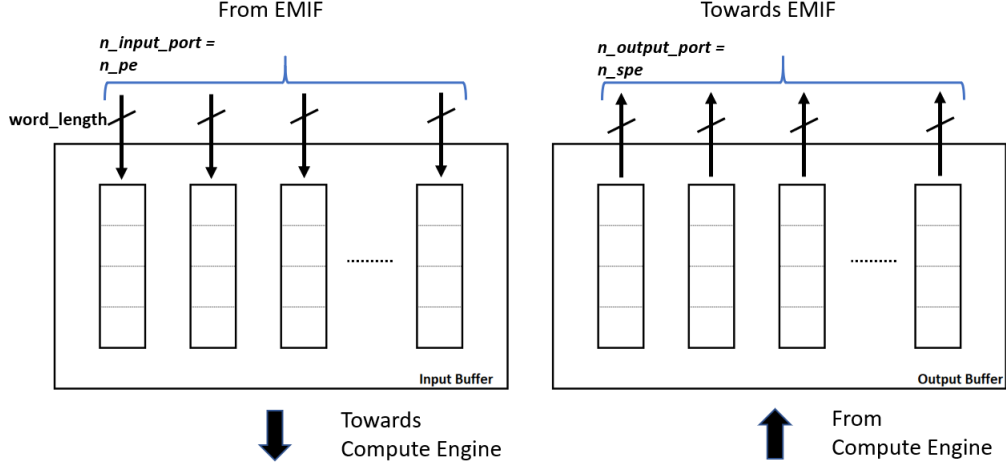 From EMIF
n_input_port =
n_pe
word_length
..........
Input Buffer
Towards
Compute Engine
Towards EMIF
n_output_port =
n_spe
..........
Output Buffer
From
Compute Engine